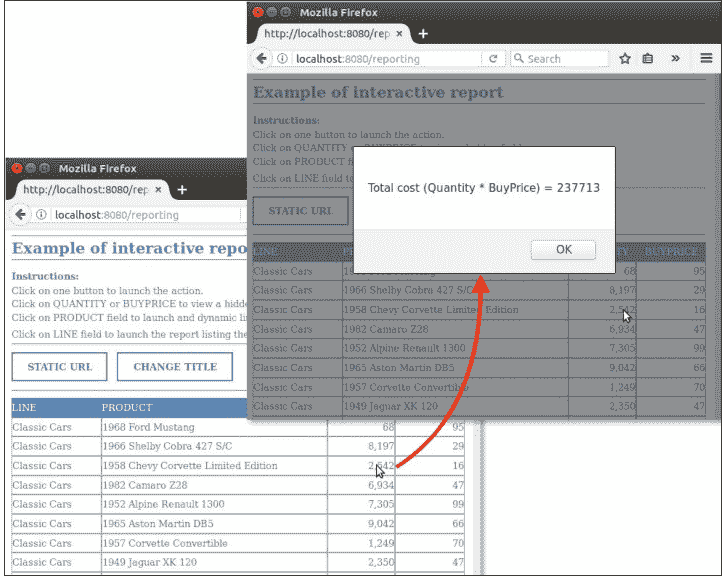 Mozilla Firefox
http://localhost:8080/rep × +
localhost:8080/reporting
Search
Example of interactive report
Instructions:
Click on one button to launch the action.
Click on QUANTITY
Click on PRODUCT
Click on LINE field to
STATIC URL
Total cost (Quantity * BuyPrice) = 237713
OK
LINE BUYPRICE
Classic Cars 68 95
Classic Cars 1966 Shelby Cobra 427 S/C 8,197 29
Classic Cars 1958 Chevy Corvette Limited Edition 2,542 16
Classic Cars 1982 Camaro Z28 6,934 47
Classic Cars 1952 Alpine Renault 1300 7,305 99
Classic Cars 1965 Aston Martin DB5 9,042 66
Classic Cars 1957 Corvette Convertible 1,249 70
Classic Cars 1949 Jaguar XK 120 2,350 47
Mozilla Firefox
http://localhost:8080/rep × +
localhost:8080/reporting
Example of interactive repo
Instructions:
Click on one button to launch the action.
Click on QUANTITY or BUYPRICE to view a hidde
Click on PRODUCT field to launch and dynamic li
Click on LINE field to launch the report listing the
STATIC URL CHANGE TITLE
LINE PRODUCT
Classic Cars 1968 Ford Mustang 68 95
Classic Cars 1966 Shelby Cobra 427 S/C 8,197 29
Classic Cars 1958 Chevy Corvette Limited Edition 2,542 16
Classic Cars 1982 Camaro Z28 6,934 47
Classic Cars 1952 Alpine Renault 1300 7,305 99
Classic Cars 1965 Aston Martin DB5 9,042 66
Classic Cars 1957 Corvette Convertible 1,249 70
Classic Cars 1949 Jaguar XK 120 2,350 47